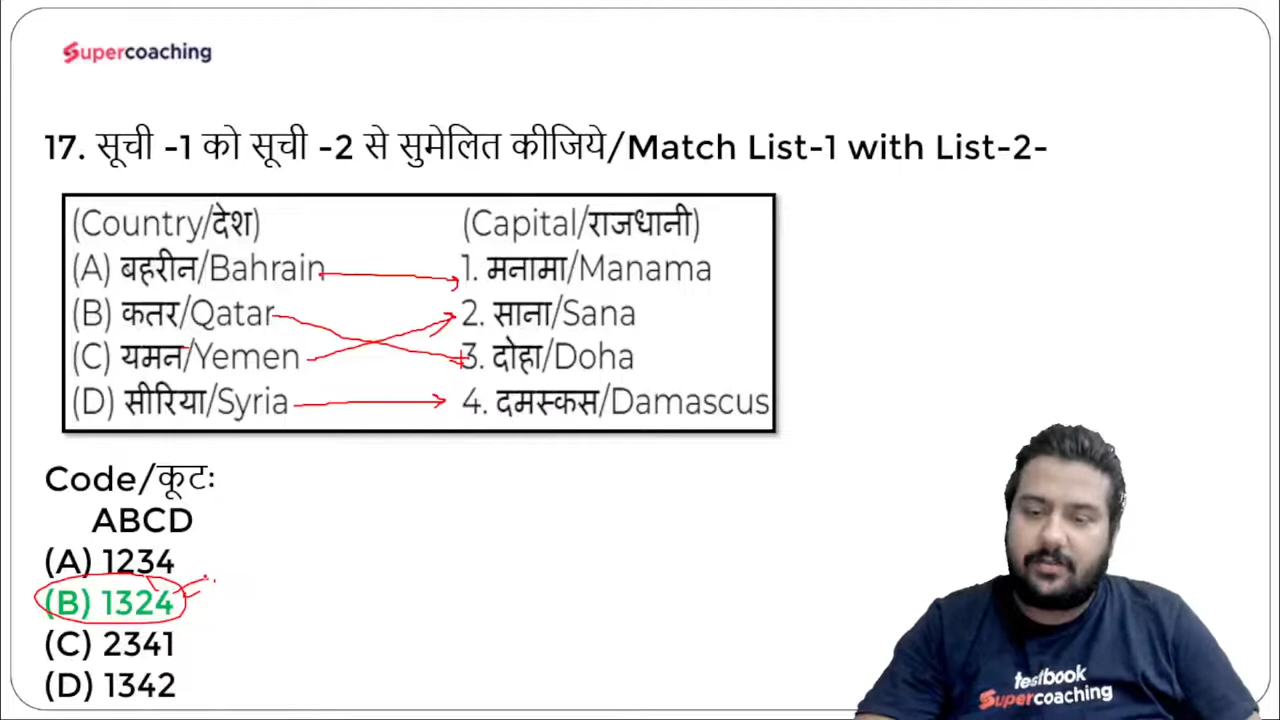 Supercoaching
17. सूची -1 को सूची -2 से सुमेलित कीजिये/Match List-1 with List-2-
(Country/देश) (Capital/राजधानी)
(A) बहरीन/Bahrain 1. मनामा/Manama
(B) कतर/Qatar 2. साना/Sana
(C) यमन/Yemen 3. दोहा/Doha
(D) सीरिया/Syria 4. दमस्कस/Damascus
Code/कूटः
ABCD
(A) 1234
(B) 1324
(C) 2341
(D) 1342
testbook
Supercoaching